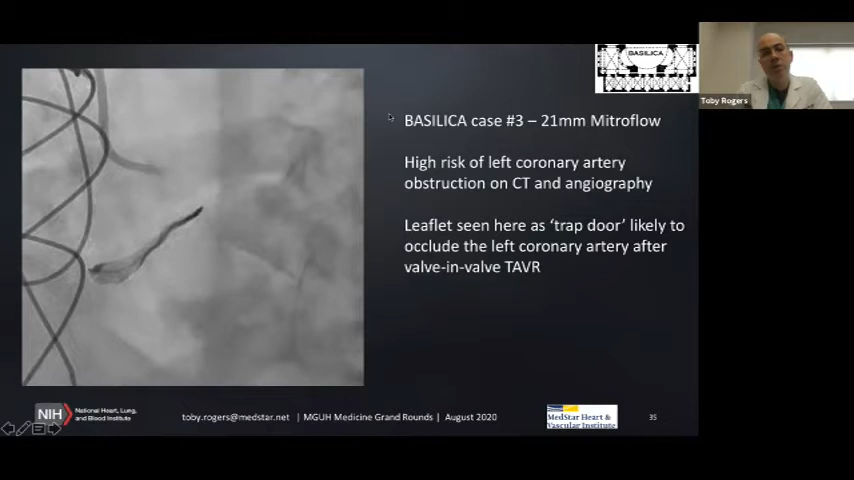 BASILICA
Toby Rogers
BASILICA case #3 – 21mm Mitroflow
High risk of left coronary artery
obstruction on CT and angiography
Leaflet seen here as ‘trap door’ likely to
occlude the left coronary artery after
valve-in-valve TAVR
NIH National Heart, Lung,
and Blood Institute
toby.rogers@medstar.net | MGUH Medicine Grand Rounds | August 2020
MedStar Heart &
Vascular Institute
35